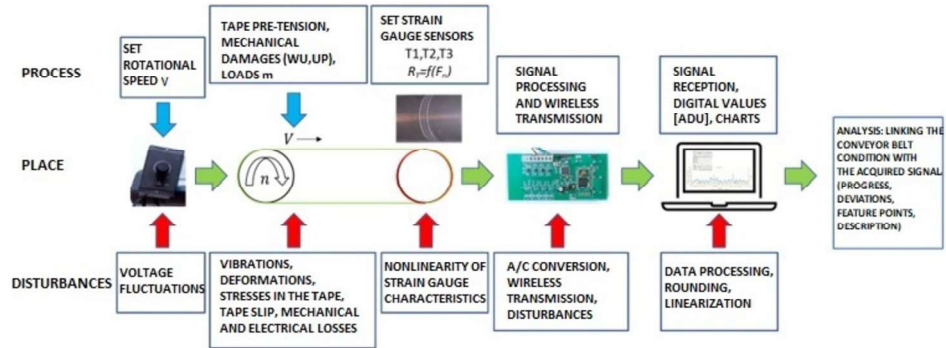 PROCESS
SET
ROTATIONAL
SPEED V
TAPE PRE-TENSION,
MECHANICAL
DAMAGES (WU,UP),
LOADS m
SET STRAIN
GAUGE SENSORS
T1,T2,T3
SIGNAL
PROCESSING
AND WIRELESS
TRANSMISSION
SIGNAL
RECEPTION,
DIGITAL VALUES
[ADU], CHARTS
PLACE
V
n
ANALYSIS: LINKING THE
CONVEYOR BELT
CONDITION WITH
THE ACQUIRED SIGNAL
(PROGRESS,
DEVIATIONS,
FEATURE POINTS,
DESCRIPTION)
DISTURBANCES
VOLTAGE
FLUCTUATIONS
VIBRATIONS,
DEFORMATIONS,
STRESSES IN THE TAPE,
TAPE SLIP, MECHANICAL
AND ELECTRICAL LOSSES
NONLINEARITY OF
STRAIN GAUGE
CHARACTERISTICS
A/C CONVERSION,
WIRELESS
TRANSMISSION,
DISTURBANCES
DATA PROCESSING,
ROUNDING,
LINEARIZATION